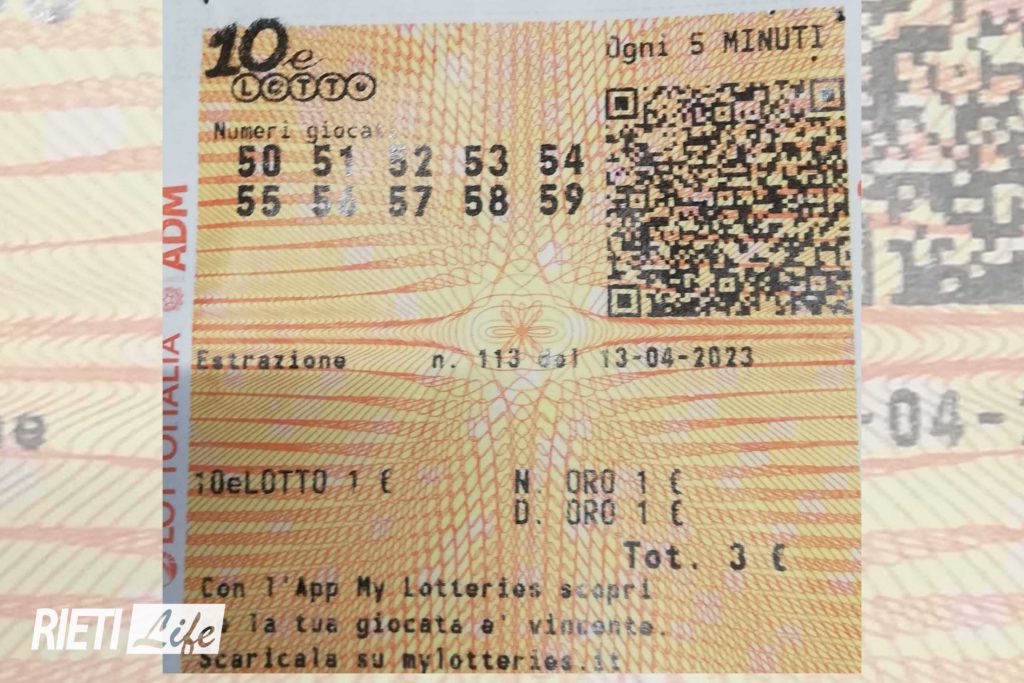 10e LOTTO
Ogni 5 MINUTI
Numeri giocati
50 51 52 53 54
55 56 57 58 59
LOTTOITALIA ADM
Estrazione n. 113 del 13-04-2023
10eLOTTO 1 € N. ORO 1 €
D. ORO 1 €
Tot. 3 €
Con l'App My Lotteries scopri
la tua giocata e' vincente.
Scaricala su mylotteries.it
RIETI Life
-04-